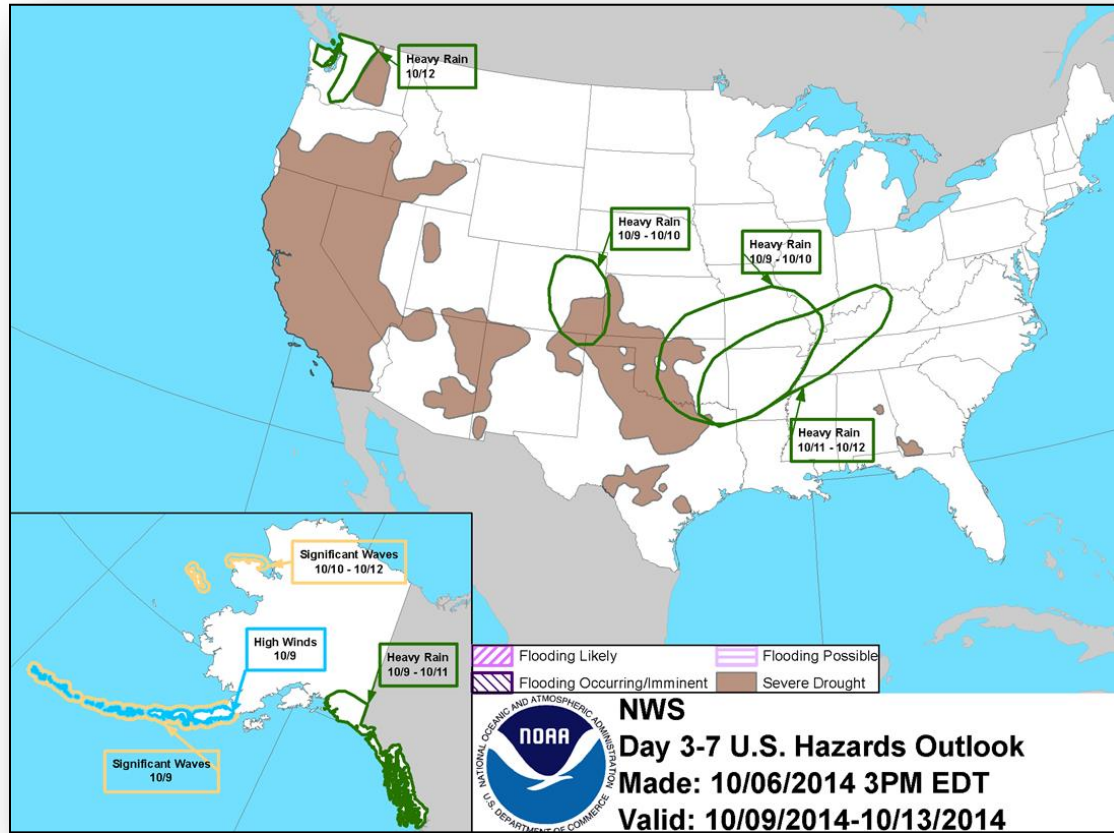 Heavy Rain
10/12
Heavy Rain
10/9 - 10/10
Heavy Rain
10/9 - 10/10
Heavy Rain
10/11 - 10/12
Significant Waves
10/10 - 10/12
High Winds
10/9
Heavy Rain
10/9 - 10/11
Significant Waves
10/9
Flooding Likely
Flooding Possible
Flooding Occurring/Imminent
Severe Drought
NATIONAL OCEANIC AND ATMOSPHERIC ADMINISTRATION
NOAA
U.S. DEPARTMENT OF COMMERCE
NWS
Day 3-7 U.S. Hazards Outlook
Made: 10/06/2014 3PM EDT
Valid: 10/09/2014-10/13/2014